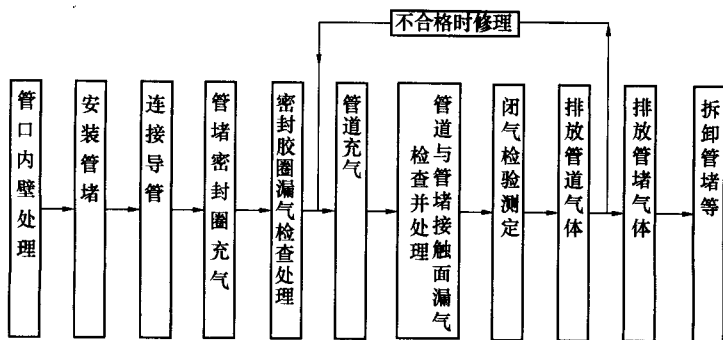 不合格时修理
管口内壁处理
安装管堵
连接导管
管堵密封圈充气
密封胶圈漏气检查处理
管道充气
管道与管堵接触面漏气
检查并处理
闭气检验测定
排放管道气体
排放管堵气体
拆卸管堵等